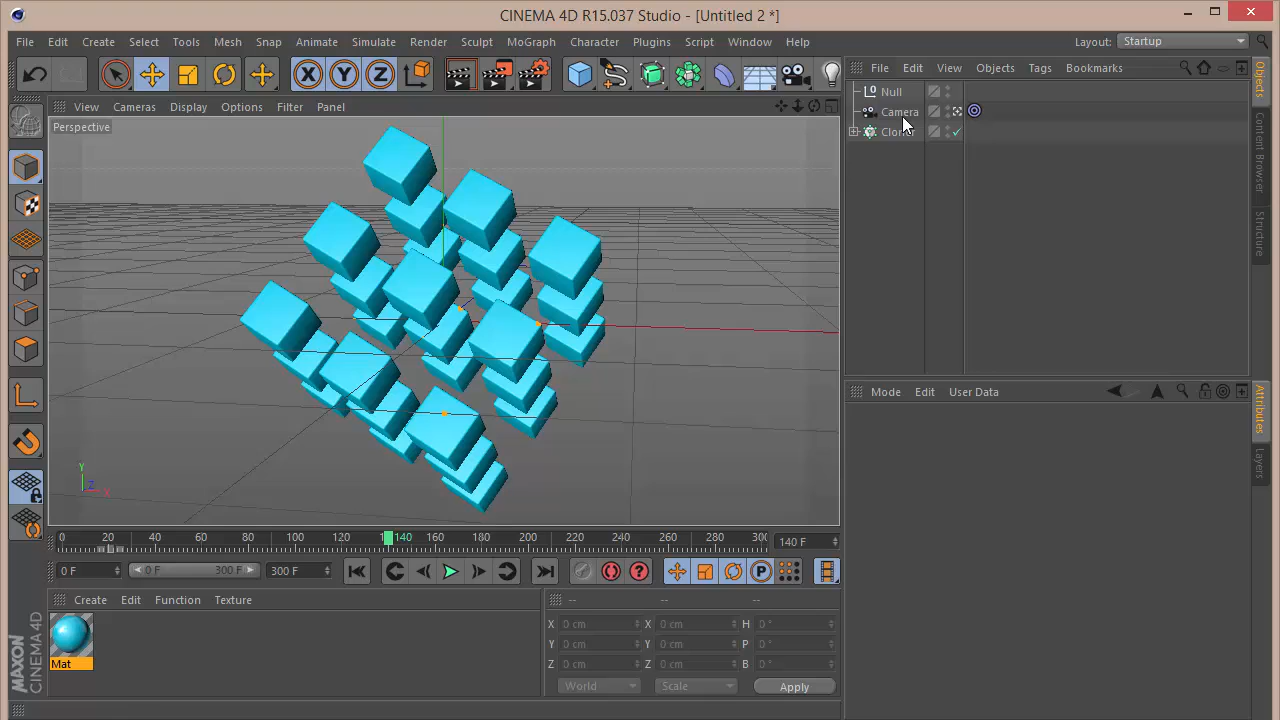 CINEMA 4D R15.037 Studio - [Untitled 2 *]
File Edit Create Select Tools Mesh Snap Animate Simulate Render Sculpt MoGraph Character Plugins Script Window Help
Layout: Startup
X Y Z
File Edit View Objects Tags Bookmarks
Null
Camera
View Cameras Display Options Filter Panel
Perspective
Y
Z
X
Mode Edit User Data
0 20 40 60 80 100 120 140 160 180 200 220 240 260 280
140 F
0 F
0 F 300 F
300 F
Create Edit Function Texture
Mat
-- -- --
X 0 cm X 0 cm H 0 °
Y 0 cm Y 0 cm P 0 °
Z 0 cm Z 0 cm B 0 °
World Scale Apply
MAXON
CINEMA 4D
Objects
Content Browser
Structure
Attributes
Layers